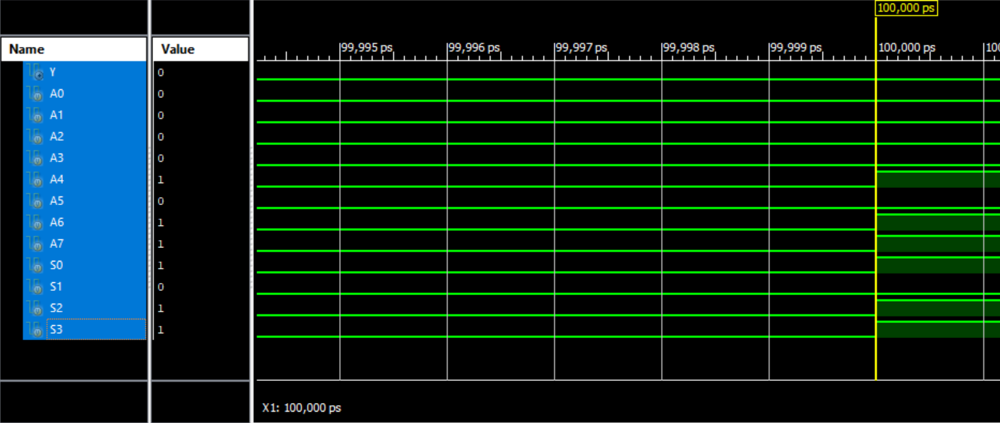 100,000 ps
Name Value
99,995 ps 99,996 ps 99,997 ps 99,998 ps 99,999 ps 100,000 ps 100
Y 0
A0 0
A1 0
A2 0
A3 0
A4 1
A5 0
A6 1
A7 1
S0 1
S1 0
S2 1
S3 1
X1: 100,000 ps